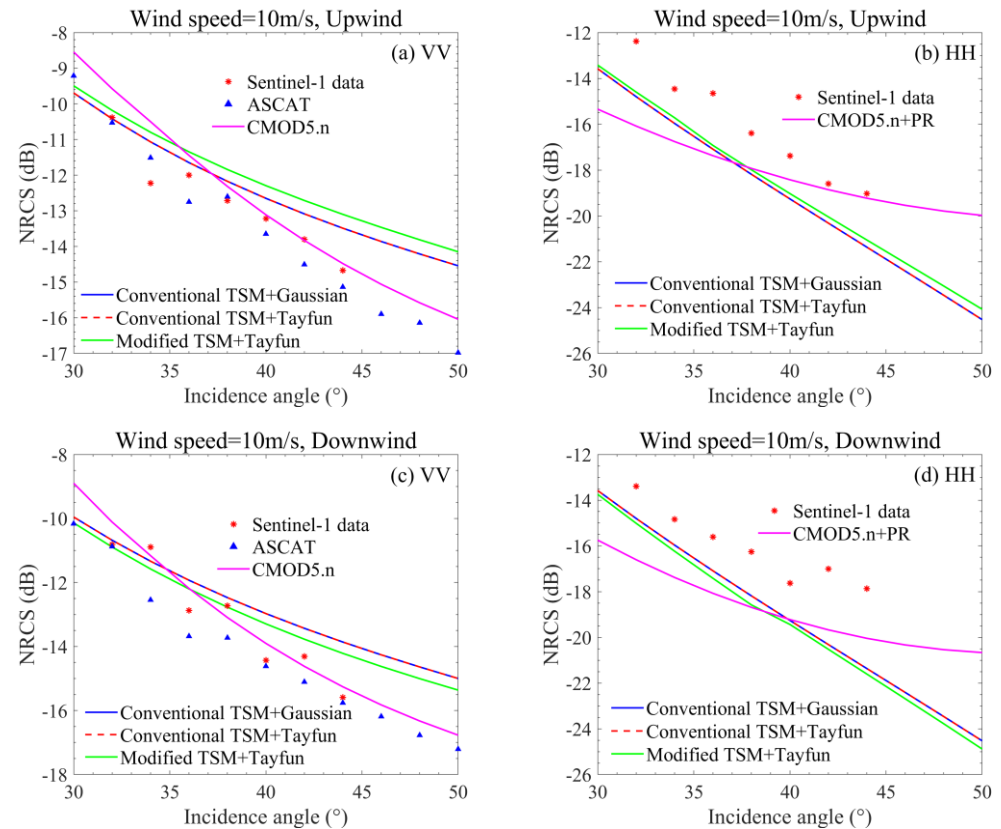 Wind speed=10m/s, Upwind
-8
-9
-10
-11
-12
-13
-14
-15
-16
-17
NRCS (dB)
(a) VV
Sentinel-1 data
ASCAT
CMOD5.n
Conventional TSM+Gaussian
Conventional TSM+Tayfun
Modified TSM+Tayfun
30 35 40 45 50
Incidence angle (°)
Wind speed=10m/s, Upwind
-12
-14
-16
-18
-20
-22
-24
-26
NRCS (dB)
(b) HH
Sentinel-1 data
CMOD5.n+PR
Conventional TSM+Gaussian
Conventional TSM+Tayfun
Modified TSM+Tayfun
30 35 40 45 50
Incidence angle (°)
Wind speed=10m/s, Downwind
-8
-10
-12
-14
-16
-18
NRCS (dB)
(c) VV
Sentinel-1 data
ASCAT
CMOD5.n
Conventional TSM+Gaussian
Conventional TSM+Tayfun
Modified TSM+Tayfun
30 35 40 45 50
Incidence angle (°)
Wind speed=10m/s, Downwind
-12
-14
-16
-18
-20
-22
-24
-26
NRCS (dB)
(d) HH
Sentinel-1 data
CMOD5.n+PR
Conventional TSM+Gaussian
Conventional TSM+Tayfun
Modified TSM+Tayfun
30 35 40 45 50
Incidence angle (°)